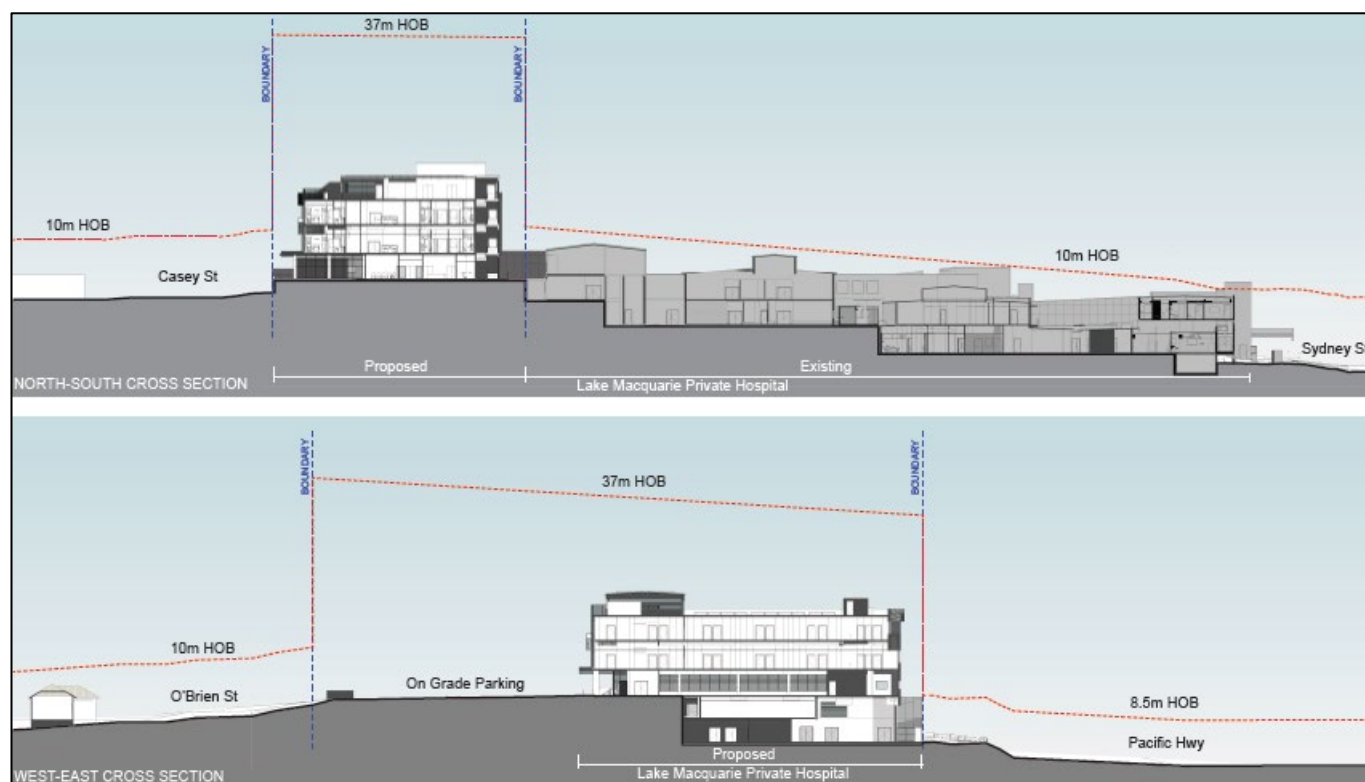 37m HOB
BOUNDARY
BOUNDARY
10m HOB
Casey St
10m HOB
Sydney St
Proposed
Existing
NORTH-SOUTH CROSS SECTION
Lake Macquarie Private Hospital
BOUNDARY
37m HOB
BOUNDARY
10m HOB
O'Brien St
On Grade Parking
8.5m HOB
Pacific Hwy
Proposed
WEST-EAST CROSS SECTION
Lake Macquarie Private Hospital